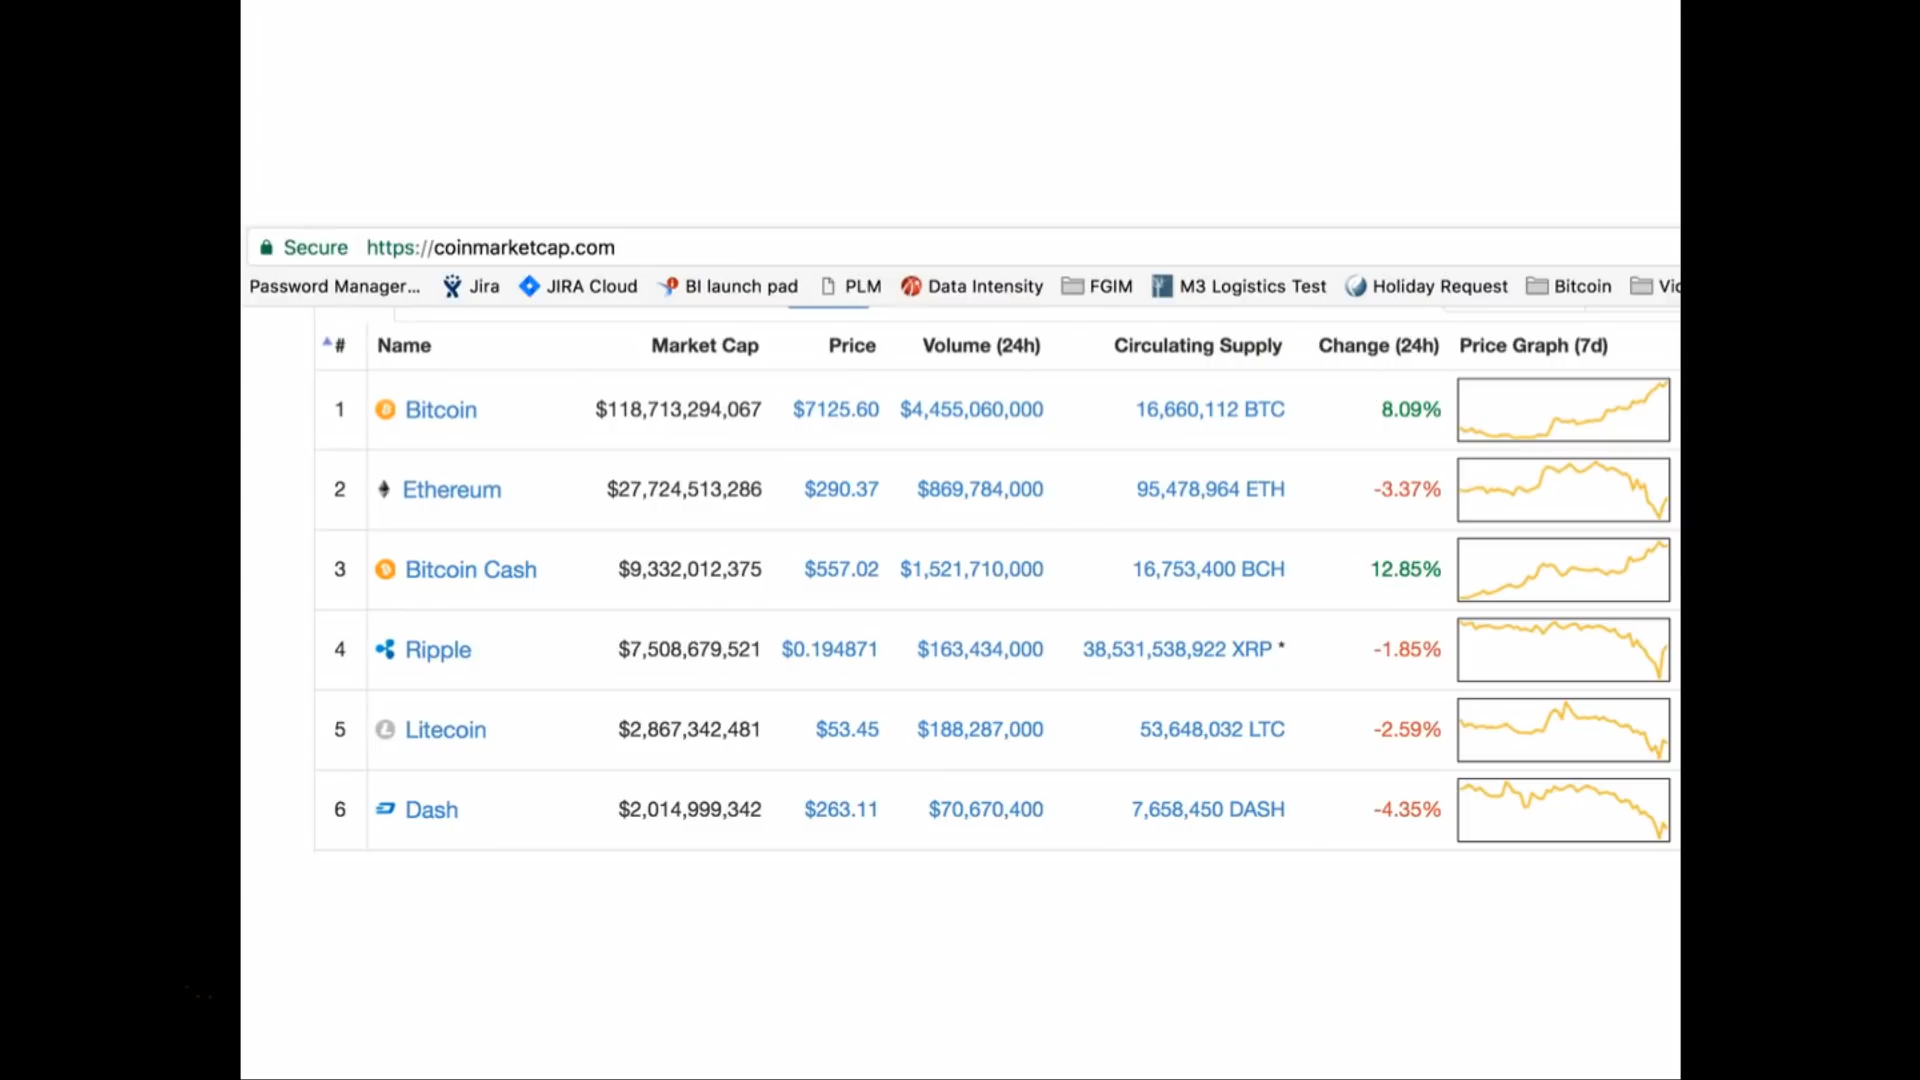 Secure https://coinmarketcap.com
Password Manager... Jira JIRA Cloud BI launch pad PLM Data Intensity FGIM M3 Logistics Test Holiday Request Bitcoin
# Name Market Cap Price Volume (24h) Circulating Supply Change (24h) Price Graph (7d)
1 Bitcoin $118,713,294,067 $7125.60 $4,455,060,000 16,660,112 BTC 8.09%
2 Ethereum $27,724,513,286 $290.37 $869,784,000 95,478,964 ETH -3.37%
3 Bitcoin Cash $9,332,012,375 $557.02 $1,521,710,000 16,753,400 BCH 12.85%
4 Ripple $7,508,679,521 $0.194871 $163,434,000 38,531,538,922 XRP * -1.85%
5 Litecoin $2,867,342,481 $53.45 $188,287,000 53,648,032 LTC -2.59%
6 Dash $2,014,999,342 $263.11 $70,670,400 7,658,450 DASH -4.35%